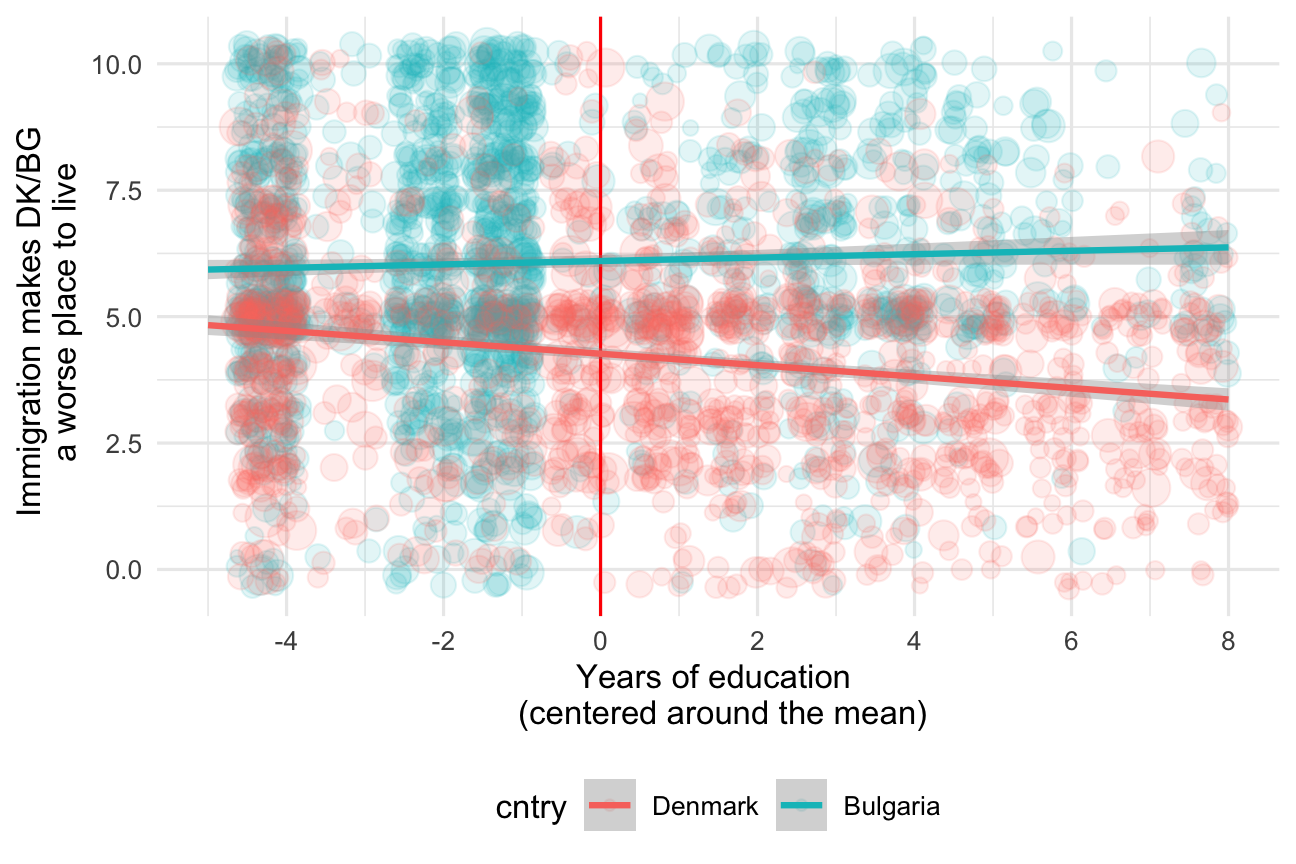 Immigration makes DK/BG
a worse place to live
10.0
7.5
5.0
2.5
0.0
-4
-2
0
2
4
6
8
Years of education
(centered around the mean)
cntry
Denmark
Bulgaria